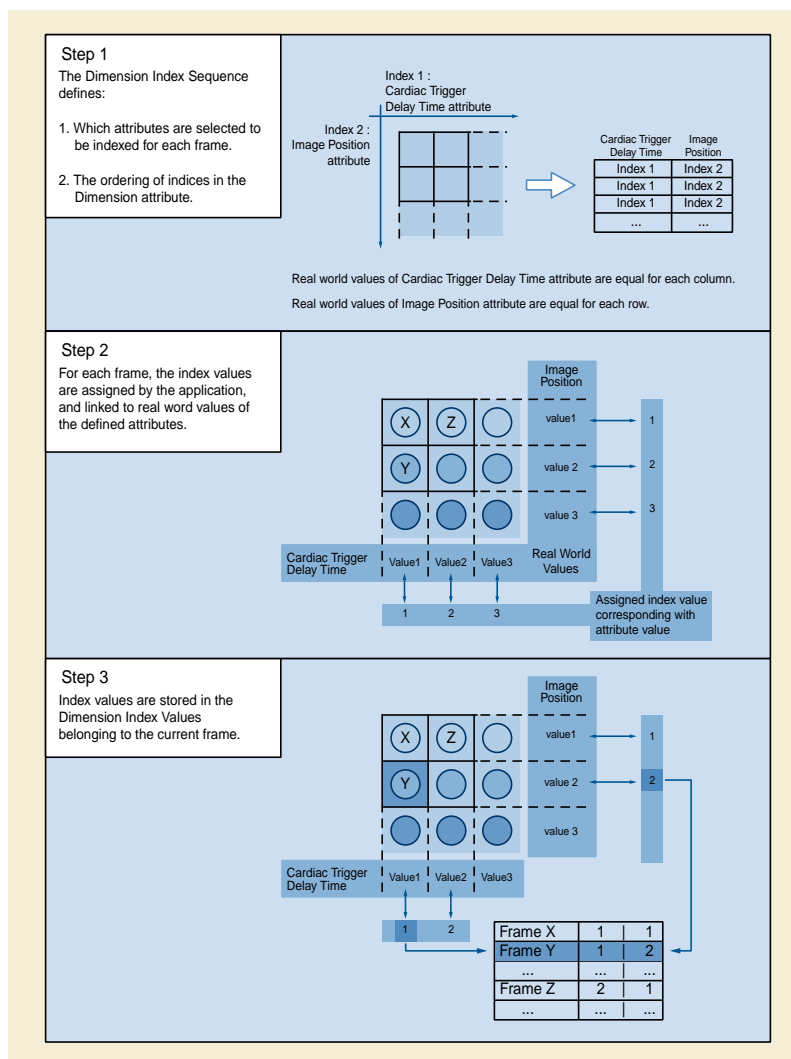 Step 1
The Dimension Index Sequence
defines:
1. Which attributes are selected to
be indexed for each frame.
2. The ordering of indices in the
Dimension attribute.
Index 1 :
Cardiac Trigger
Delay Time attribute
Index 2 :
Image Position
attribute
Cardiac Trigger
Delay Time
Image
Position
Index 1 Index 2
Index 1 Index 2
Index 1 Index 2
... ...
Real world values of Cardiac Trigger Delay Time attribute are equal for each column.
Real world values of Image Position attribute are equal for each row.
Step 2
For each frame, the index values
are assigned by the application,
and linked to real word values of
the defined attributes.
Image
Position
X Z value1 1
Y value 2 2
value 3 3
Cardiac Trigger
Delay Time
Value1 Value2 Value3
Real World
Values
1 2 3
Assigned index value
corresponding with
attribute value
Step 3
Index values are stored in the
Dimension Index Values
belonging to the current frame.
Image
Position
X Z value1 1
Y value 2 2
value 3
Cardiac Trigger
Delay Time
Value1 Value2 Value3
1 2
Frame X 1 | 1
Frame Y 1 | 2
... ... | ...
Frame Z 2 | 1
... ... | ...